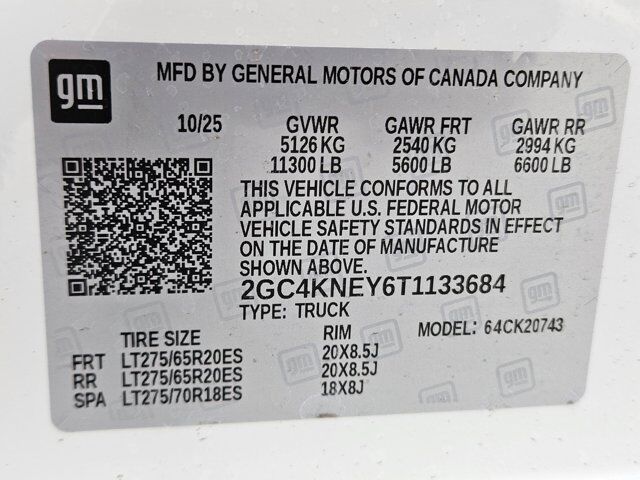 gm MFD BY GENERAL MOTORS OF CANADA COMPANY
10/25 GVWR GAWR FRT GAWR RR
5126 KG 2540 KG 2994 KG
11300 LB 5600 LB 6600 LB
THIS VEHICLE CONFORMS TO ALL
APPLICABLE U.S. FEDERAL MOTOR
VEHICLE SAFETY STANDARDS IN EFFECT
ON THE DATE OF MANUFACTURE
SHOWN ABOVE.
2GC4KNEY6T1133684
TYPE: TRUCK MODEL: 64CK20743
TIRE SIZE RIM
FRT LT275/65R20ES 20X8.5J
RR LT275/65R20ES 20X8.5J
SPA LT275/70R18ES 18X8J